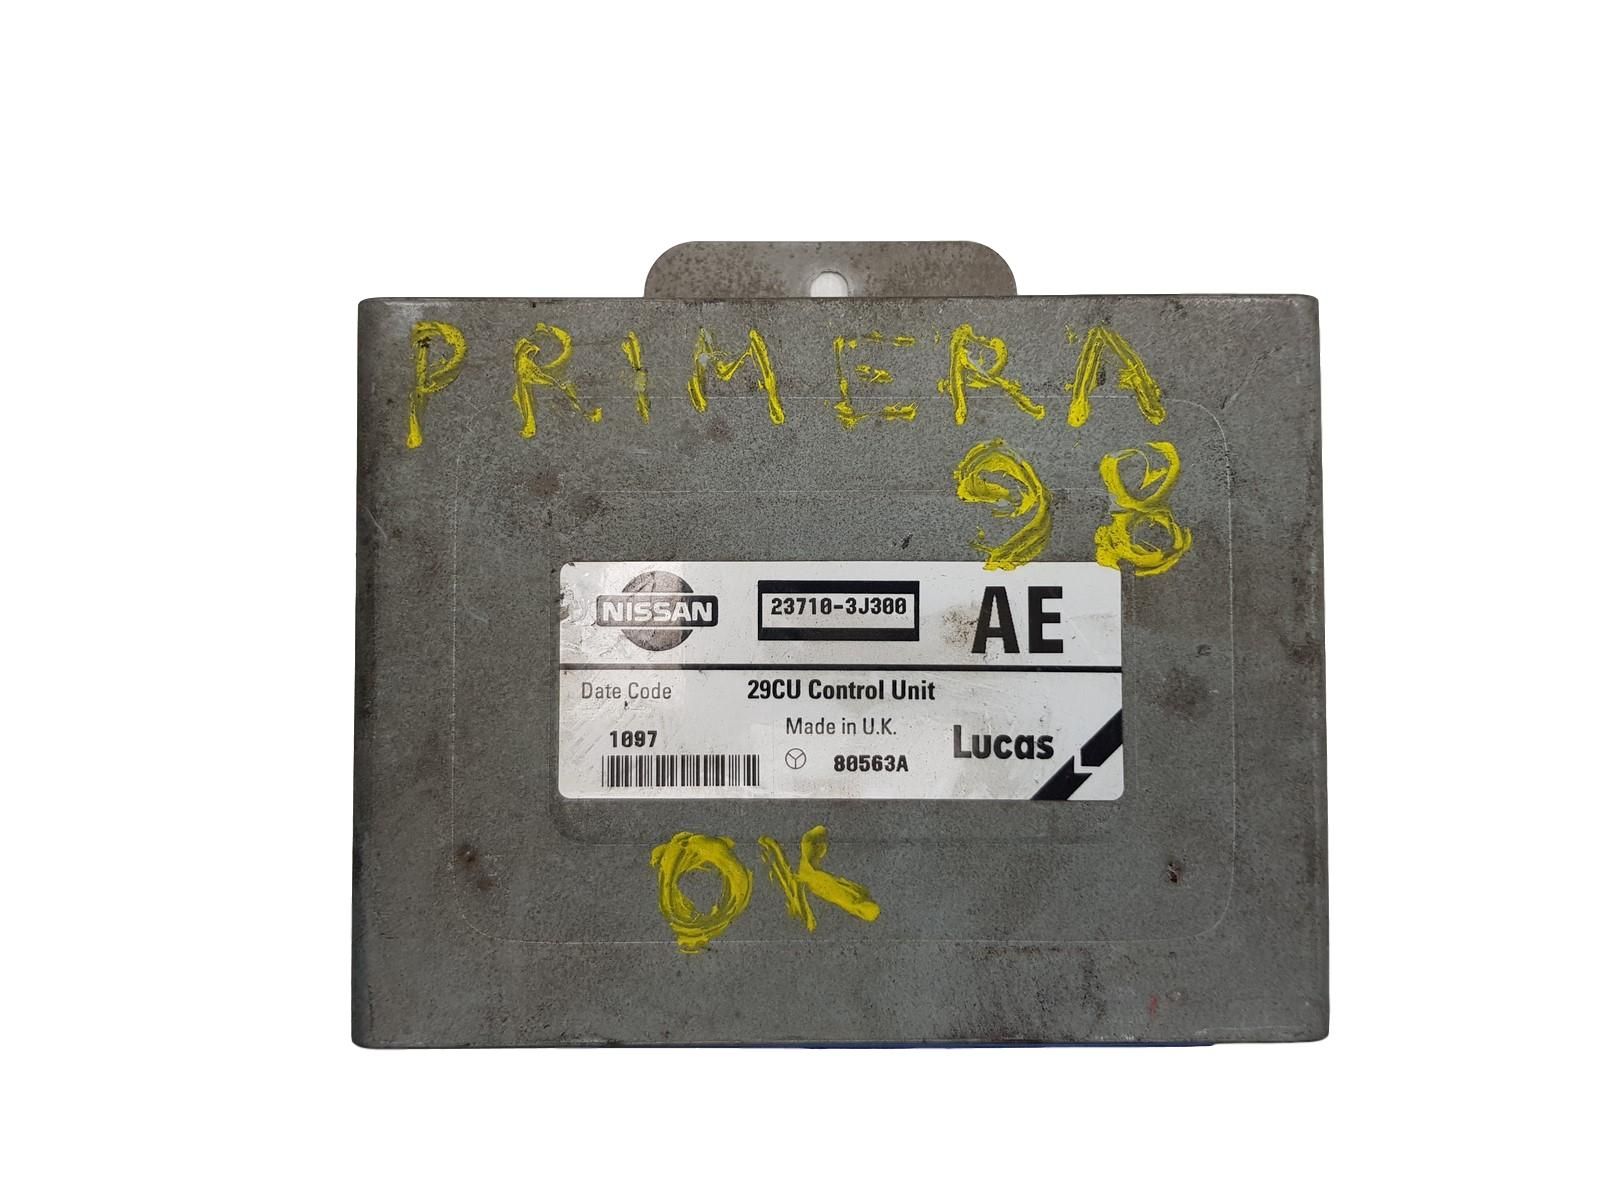 PRIMERA
98
NISSAN
23710-3J300
AE
Date Code
29CU Control Unit
Made in U.K.
1097
80563A
Lucas
OK